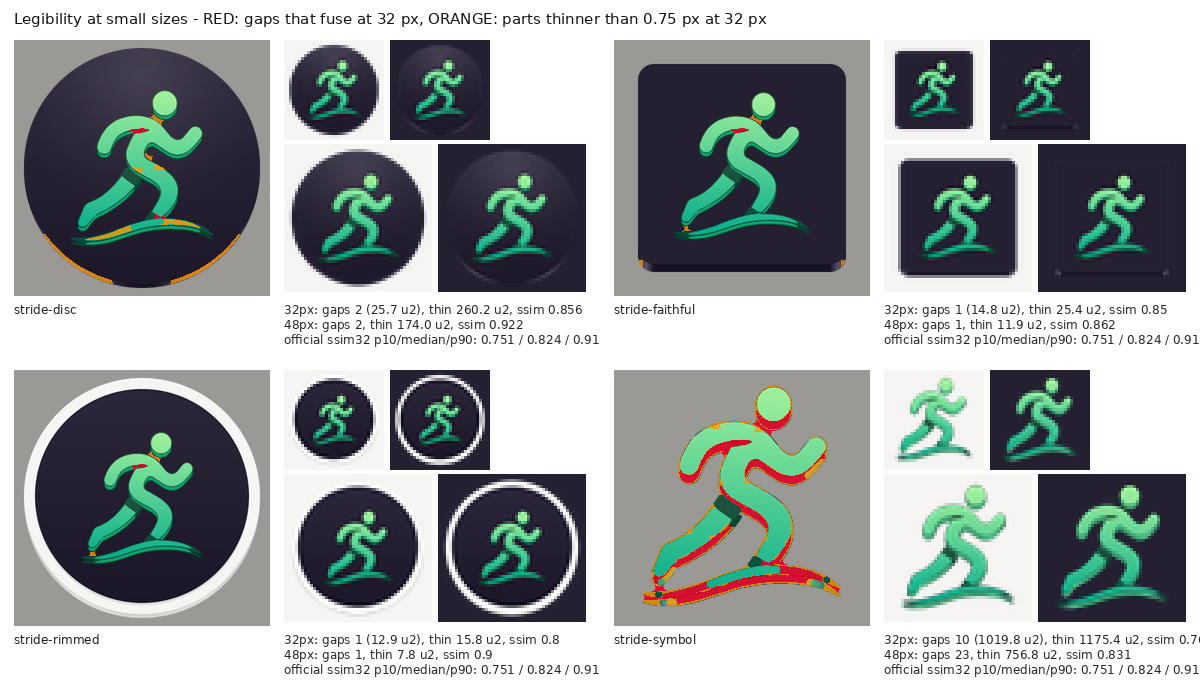 Legibility at small sizes - RED: gaps that fuse at 32 px, ORANGE: parts thinner than 0.75 px at 32 px
stride-disc
32px: gaps 2 (25.7 u2), thin 260.2 u2, ssim 0.856
48px: gaps 2, thin 174.0 u2, ssim 0.922
official ssim32 p10/median/p90: 0.751 / 0.824 / 0.91
stride-faithful
32px: gaps 1 (14.8 u2), thin 25.4 u2, ssim 0.85
48px: gaps 1, thin 11.9 u2, ssim 0.862
official ssim32 p10/median/p90: 0.751 / 0.824 / 0.91
stride-rimmed
32px: gaps 1 (12.9 u2), thin 15.8 u2, ssim 0.8
48px: gaps 1, thin 7.8 u2, ssim 0.9
official ssim32 p10/median/p90: 0.751 / 0.824 / 0.91
stride-symbol
32px: gaps 10 (1019.8 u2), thin 1175.4 u2, ssim
48px: gaps 23, thin 756.8 u2, ssim 0.831
official ssim32 p10/median/p90: 0.751 / 0.824 / 0.91